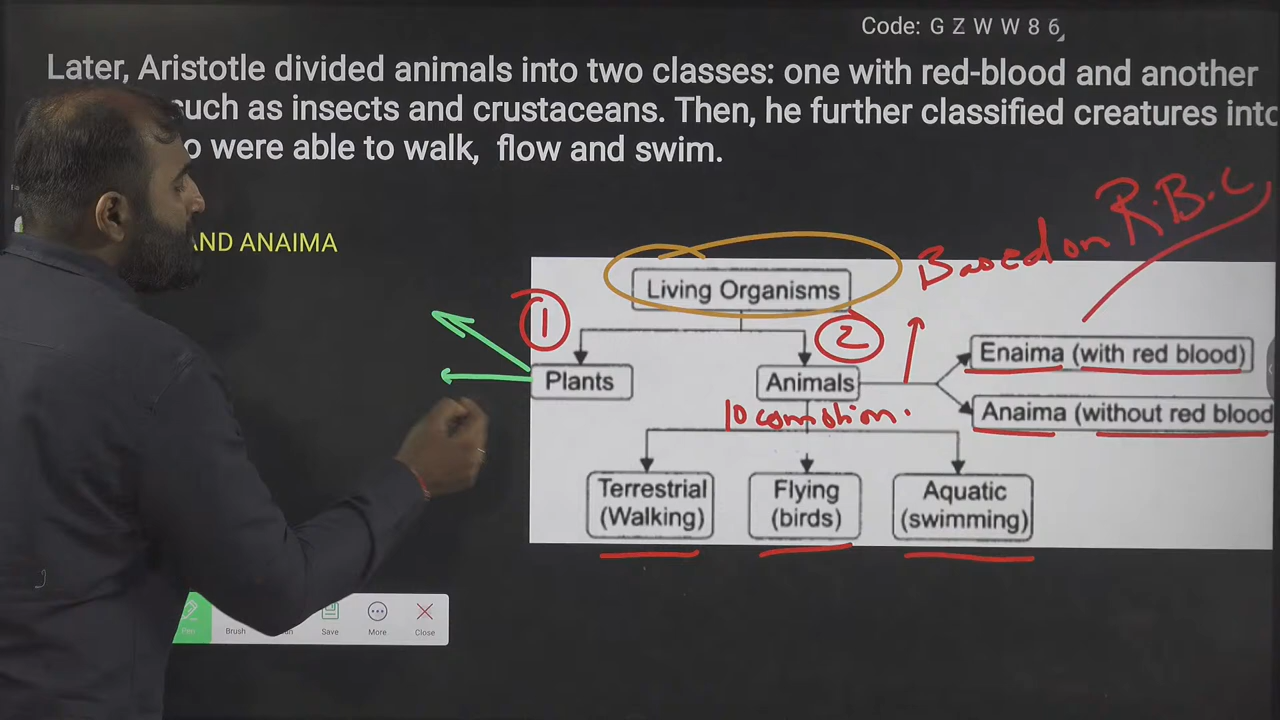 Code: G Z W W 8 6
Later, Aristotle divided animals into two classes: one with red-blood and another
such as insects and crustaceans. Then, he further classified creatures into
were able to walk, flow and swim.
AND ANAIMA
Based on R.B.C
Living Organisms
1
2
Plants
Animals
Enaima (with red blood)
Anaima (without red blood
locomotion.
Terrestrial
(Walking)
Flying
(birds)
Aquatic
(swimming)
Pen
Brush
Save
More
Close